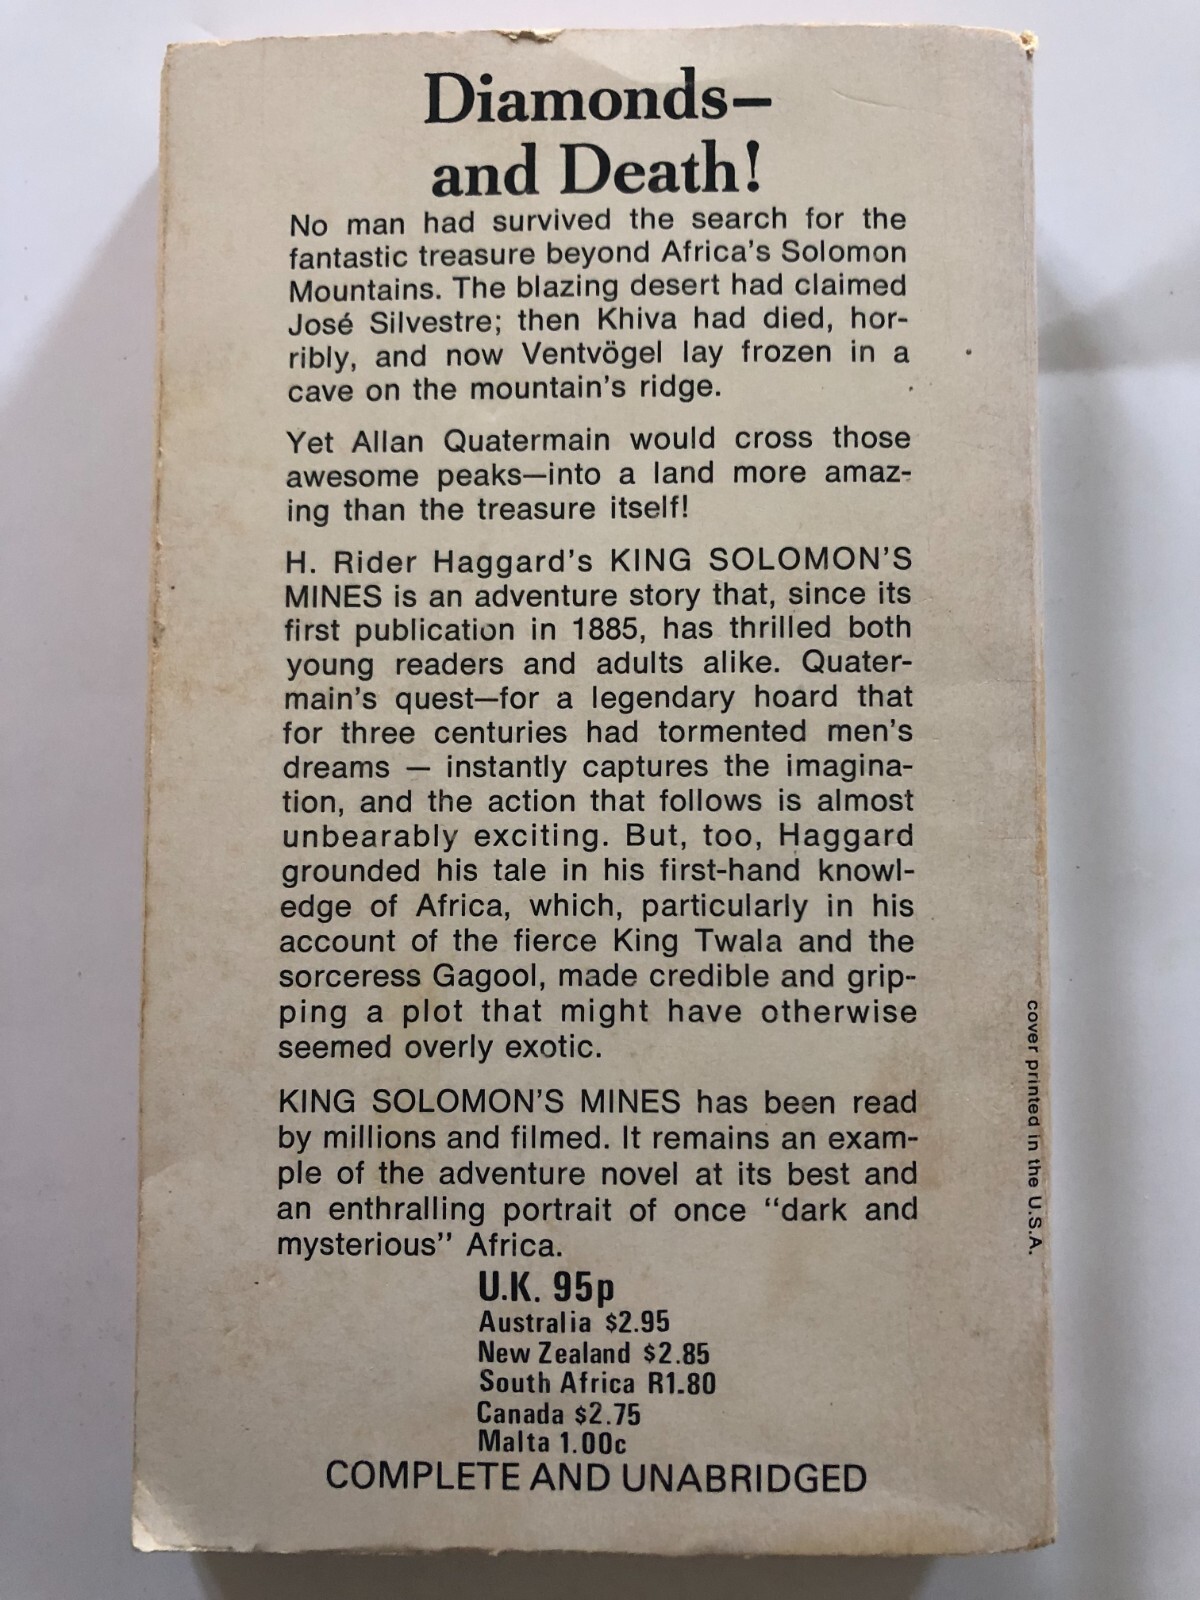 Diamonds—
and Death!
No man had survived the search for the
fantastic treasure beyond Africa's Solomon
Mountains. The blazing desert had claimed
José Silvestre; then Khiva had died, hor-
ribly, and now Ventvögel lay frozen in a
cave on the mountain's ridge.
Yet Allan Quatermain would cross those
awesome peaks—into a land more amaz-
ing than the treasure itself!
H. Rider Haggard's KING SOLOMON'S
MINES is an adventure story that, since its
first publication in 1885, has thrilled both
young readers and adults alike. Quater-
main's quest—for a legendary hoard that
for three centuries had tormented men's
dreams — instantly captures the imagina-
tion, and the action that follows is almost
unbearably exciting. But, too, Haggard
grounded his tale in his first-hand knowl-
edge of Africa, which, particularly in his
account of the fierce King Twala and the
sorceress Gagool, made credible and grip-
ping a plot that might have otherwise
seemed overly exotic.
KING SOLOMON'S MINES has been read
by millions and filmed. It remains an exam-
ple of the adventure novel at its best and
an enthralling portrait of once "dark and
mysterious" Africa.
U.K. 95p
Australia $2.95
New Zealand $2.85
South Africa R1.80
Canada $2.75
Malta 1.00c
COMPLETE AND UNABRIDGED
cover printed in the U.S.A.